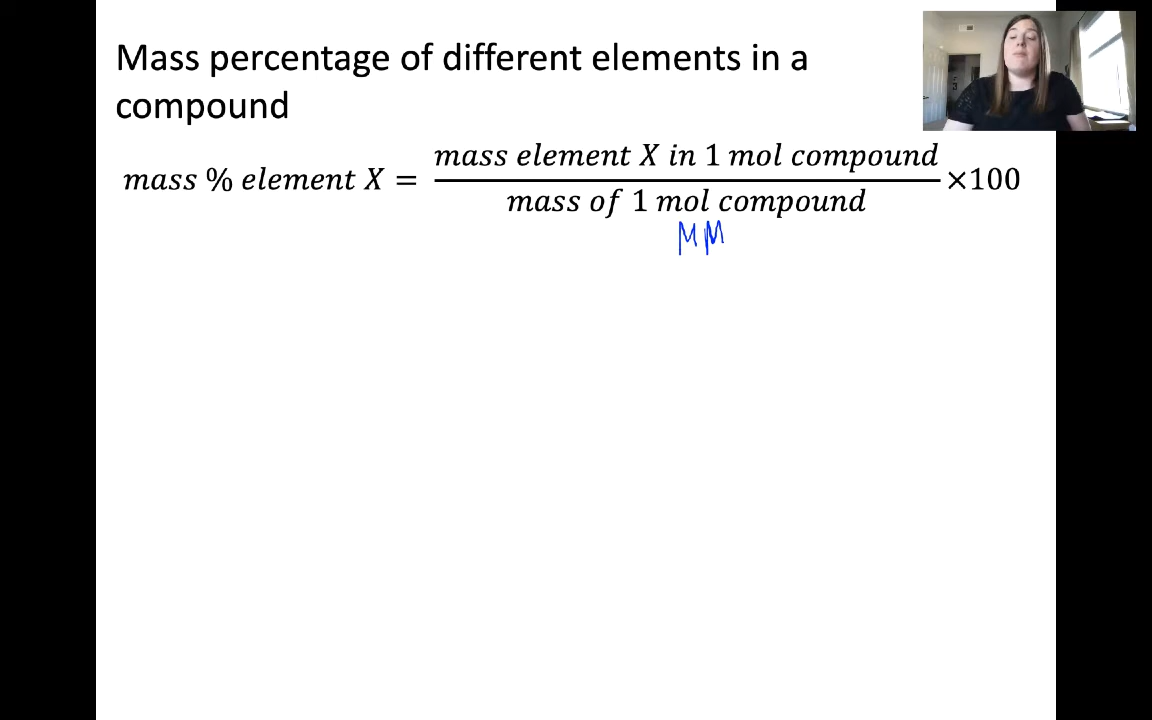 Mass percentage of different elements in a
compound
mass % element X = mass element X in 1 mol compound / mass of 1 mol compound ×100
MM